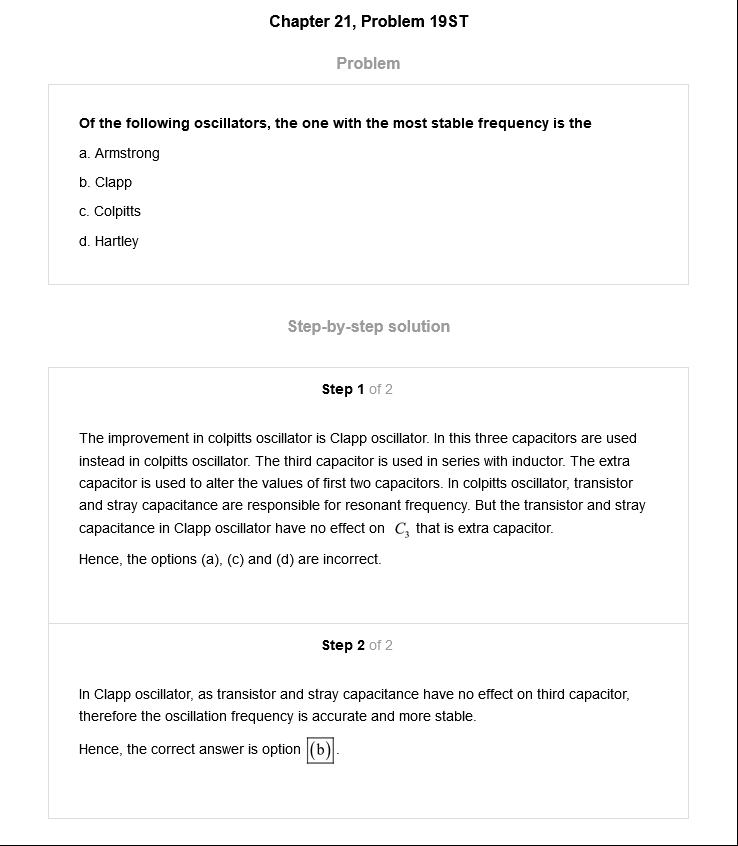 Chapter 21, Problem 19ST
Problem
Of the following oscillators, the one with the most stable frequency is the
a. Armstrong
b. Clapp
c. Colpitts
d. Hartley
Step-by-step solution
Step 1 of 2
The improvement in colpitts oscillator is Clapp oscillator. In this three capacitors are used
instead in colpitts oscillator. The third capacitor is used in series with inductor. The extra
capacitor is used to alter the values of first two capacitors. In colpitts oscillator, transistor
and stray capacitance are responsible for resonant frequency. But the transistor and stray
capacitance in Clapp oscillator have no effect on C₃ that is extra capacitor.
Hence, the options (a), (c) and (d) are incorrect.
Step 2 of 2
In Clapp oscillator, as transistor and stray capacitance have no effect on third capacitor,
therefore the oscillation frequency is accurate and more stable.
Hence, the correct answer is option (b).